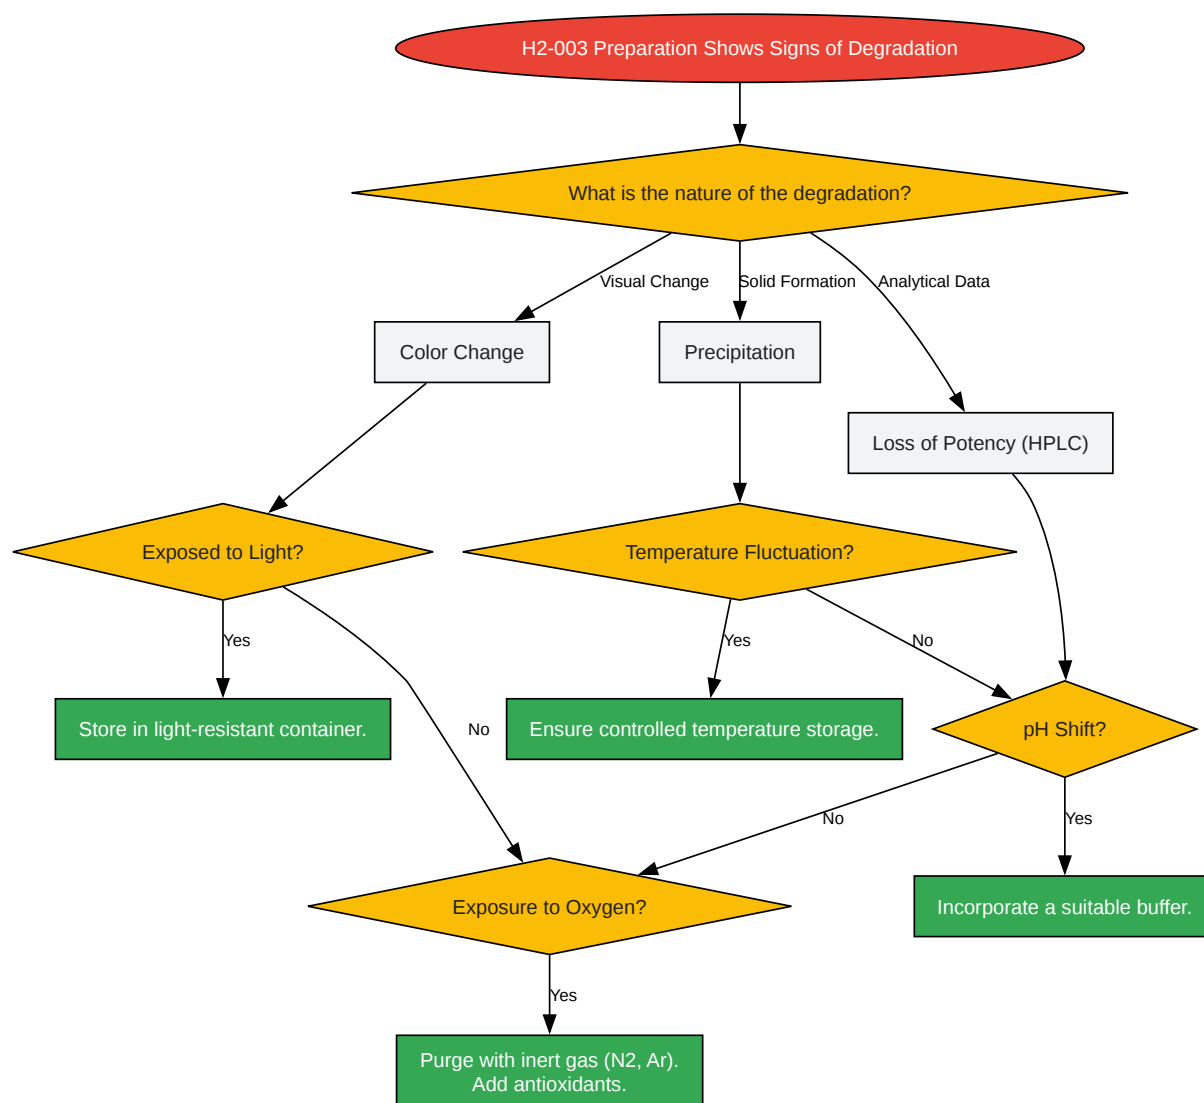 H2-003 Preparation Shows Signs of Degradation
What is the nature of the degradation?
Visual Change
Solid Formation
Analytical Data
Color Change
Precipitation
Loss of Potency (HPLC)
Exposed to Light?
Temperature Fluctuation?
Yes
Yes
No
Store in light-resistant container.
No
Ensure controlled temperature storage.
pH Shift?
No
Yes
Exposure to Oxygen?
Incorporate a suitable buffer.
Yes
Purge with inert gas (N2, Ar).
Add antioxidants.